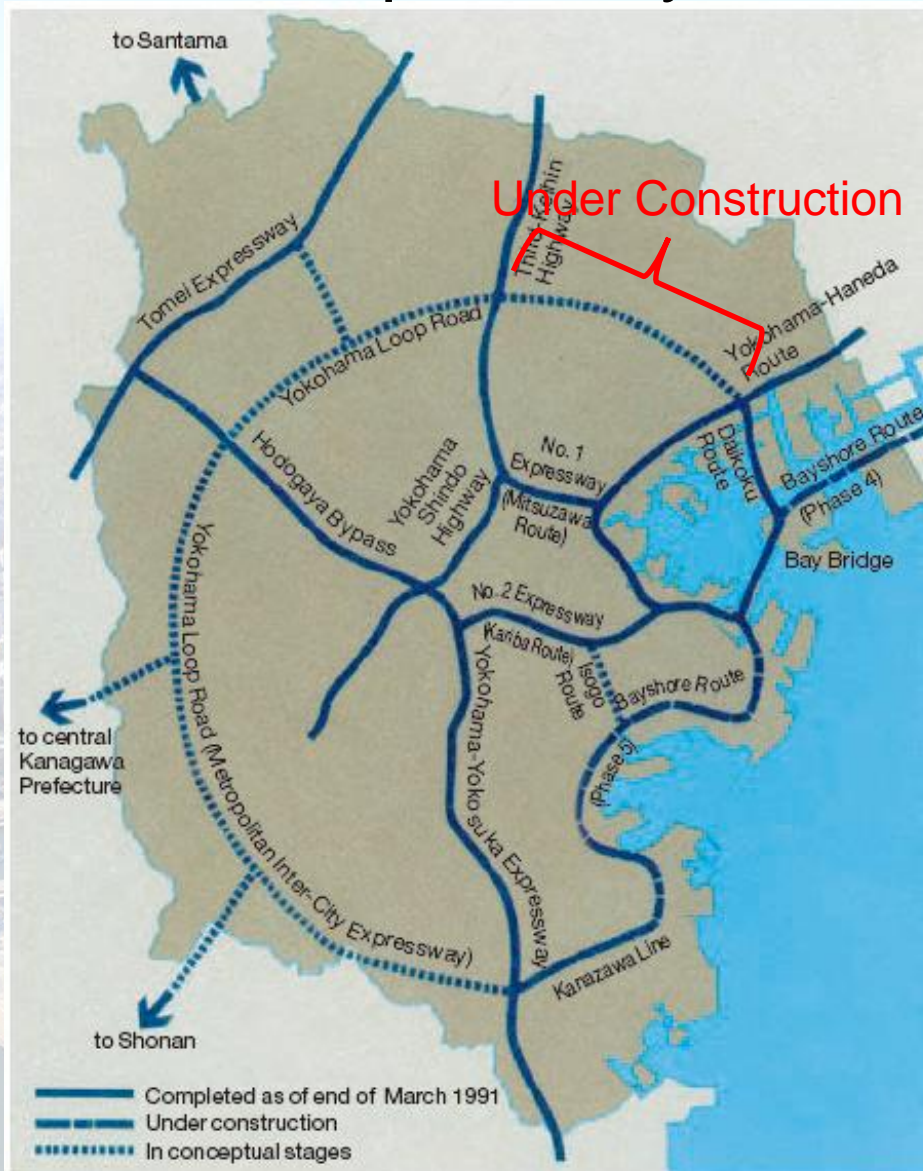 to Santama
Under Construction
Third Keihin
Highway
Tomei Expressway
Yokohama Loop Road
Yokohama-Haneda
Route
Daikoku
Route
Bayshore Route
(Phase 4)
No. 1
Expressway
(Mitsuzawa
Route)
Yokohama
Shindo
Highway
Hodogaya Bypass
Bay Bridge
No. 2 Expressway
(Kariba Route)
Isogo
Route
Bayshore Route
(Phase 5)
Yokohama Loop Road (Metropolitan Inter-City Expressway)
Yokohama-Yokosuka Expressway
to central
Kanagawa
Prefecture
Kanazawa Line
to Shonan
Completed as of end of March 1991
Under construction
In conceptual stages